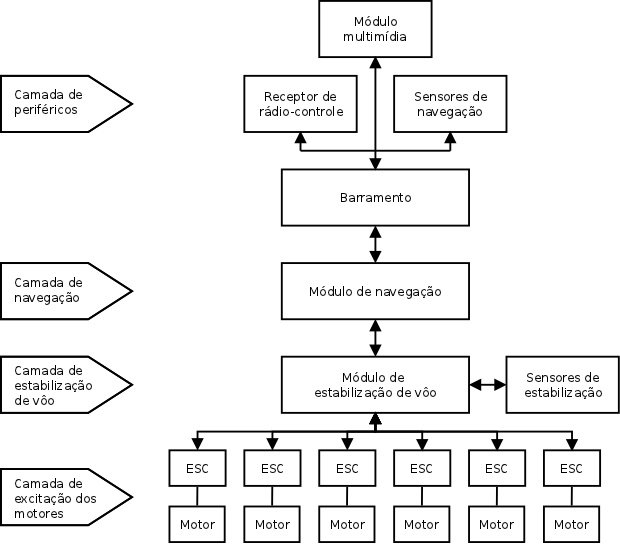 Módulo
multimídia
Camada de
periféricos
Receptor de
rádio-controle
Sensores de
navegação
Barramento
Camada de
navegação
Módulo de navegação
Camada de
estabilização
de vôo
Módulo de
estabilização de vôo
Sensores de
estabilização
Camada de
excitação dos
motores
ESC
ESC
ESC
ESC
ESC
ESC
Motor
Motor
Motor
Motor
Motor
Motor